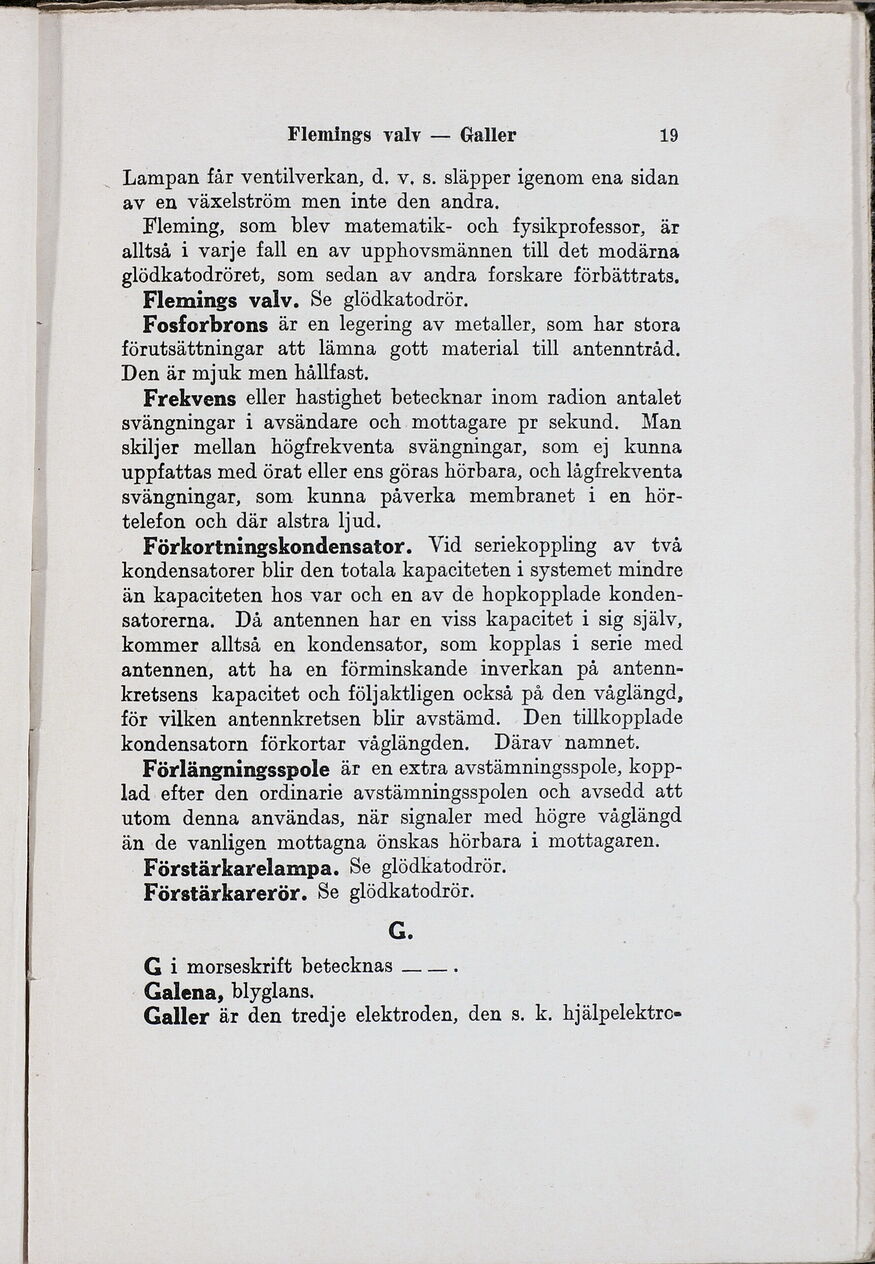 Flemings valv — Galler 19
Lampan får ventilverkan, d. v. s. släpper igenom ena sidan
av en växelström men inte den andra.
Fleming, som blev matematik- och fysikprofessor, är
alltså i varje fall en av upphovsmännen till det modärna
glödkatodröret, som sedan av andra forskare förbättrats.
Flemings valv. Se glödkatodrör.
Fosforbrons är en legering av metaller, som har stora
förutsättningar att lämna gott material till antenntråd.
Den är mjuk men hållfast.
Frekvens eller hastighet betecknar inom radion antalet
svängningar i avsändare och mottagare pr sekund. Man
skiljer mellan högfrekventa svängningar, som ej kunna
uppfattas med örat eller ens göras hörbara, och lågfrekventa
svängningar, som kunna påverka membranet i en hör-
telefon och där alstra ljud.
Förkortningskondensator. Vid seriekoppling av två
kondensatorer blir den totala kapaciteten i systemet mindre
än kapaciteten hos var och en av de hopkopplade konden-
satorerna. Då antennen har en viss kapacitet i sig själv,
kommer alltså en kondensator, som kopplas i serie med
antennen, att ha en förminskande inverkan på antenn-
kretsens kapacitet och följaktligen också på den våglängd,
för vilken antennkretsen blir avstämd. Den tillkopplade
kondensatorn förkortar våglängden. Därav namnet.
Förlängningsspole är en extra avstämningsspole, kopp-
lad efter den ordinarie avstämningsspolen och avsedd att
utom denna användas, när signaler med högre våglängd
än de vanligen mottagna önskas hörbara i mottagaren.
Förstärkarelampa. Se glödkatodrör.
Förstärkarerör. Se glödkatodrör.
G.
G i morseskrift betecknas — — .
Galena, blyglans.
Galler är den tredje elektroden, den s. k. hjälpelektro-